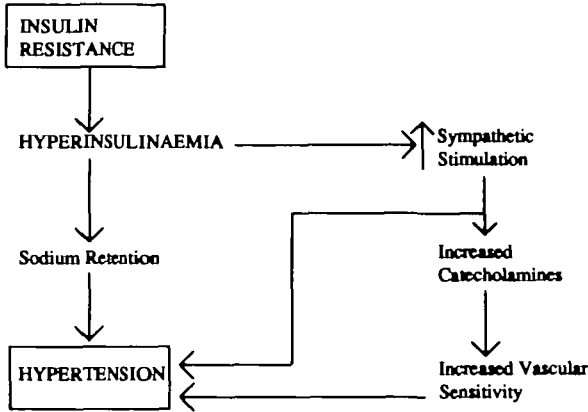 INSULIN
RESISTANCE
HYPERINSULINAEMIA
Sympathetic
Stimulation
Sodium Retention
Increased
Catecholamines
HYPERTENSION
Increased Vascular
Sensitivity